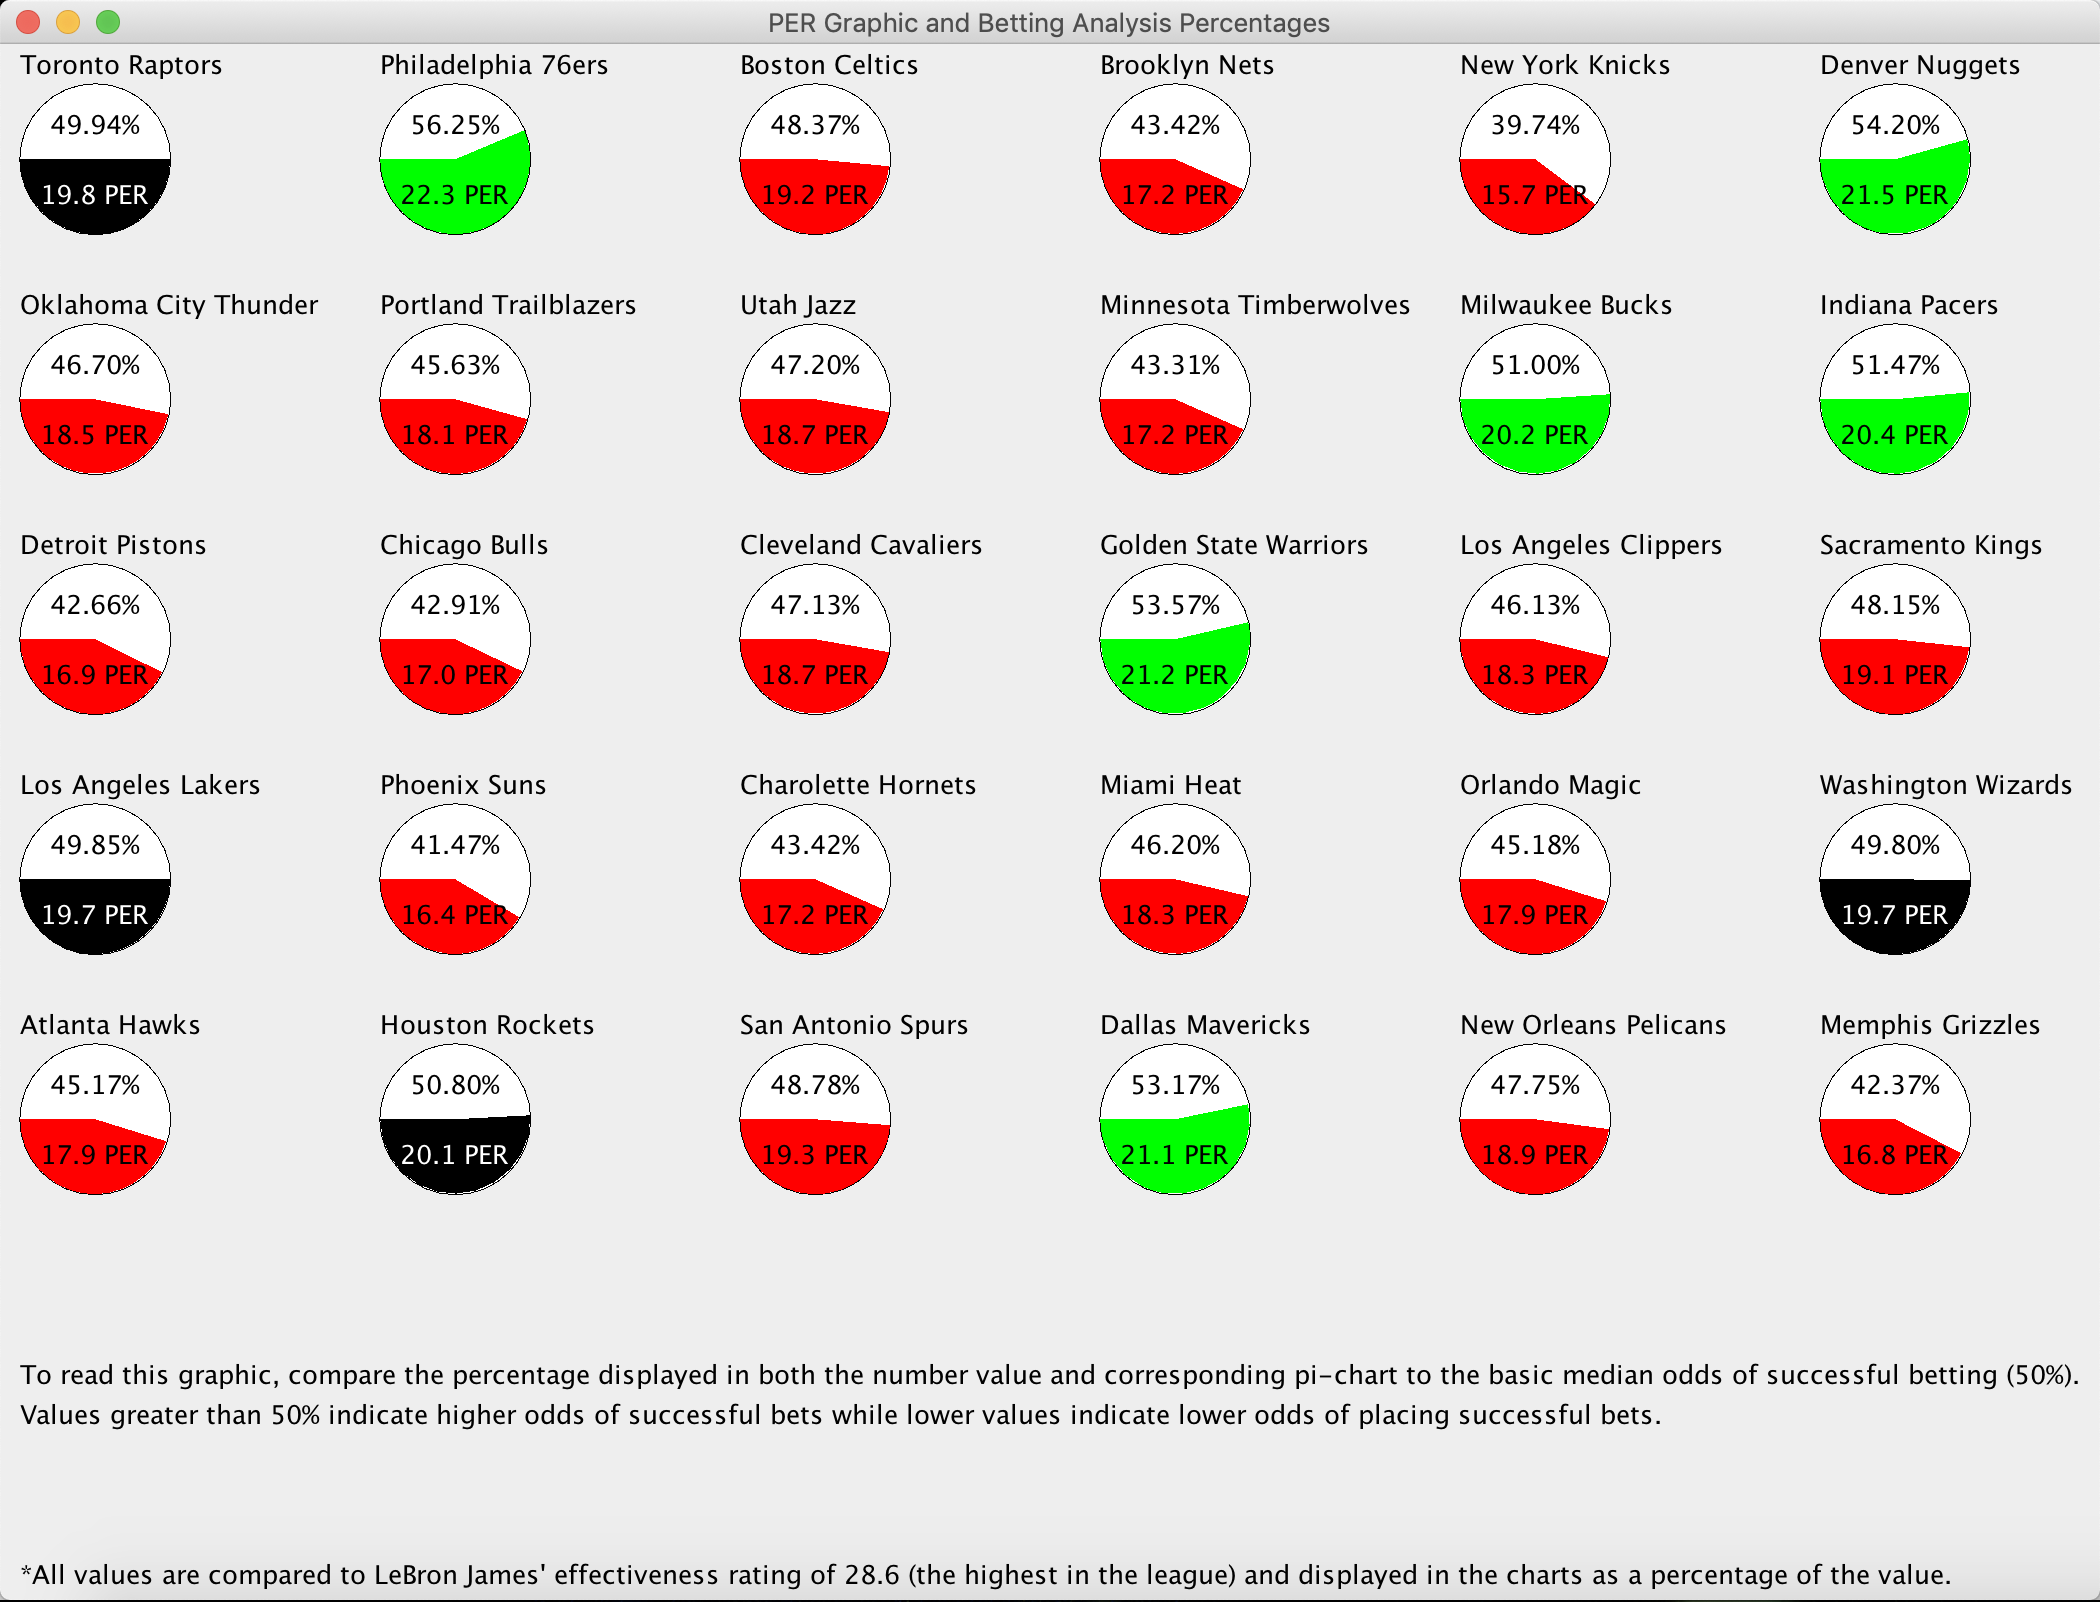 PER Graphic and Betting Analysis Percentages
Toronto Raptors Philadelphia 76ers Boston Celtics Brooklyn Nets New York Knicks Denver Nuggets
49.94% 56.25% 48.37% 43.42% 39.74% 54.20%
19.8 PER 22.3 PER 19.2 PER 17.2 PER 15.7 PER 21.5 PER
Oklahoma City Thunder Portland Trailblazers Utah Jazz Minnesota Timberwolves Milwaukee Bucks Indiana Pacers
46.70% 45.63% 47.20% 43.31% 51.00% 51.47%
18.5 PER 18.1 PER 18.7 PER 17.2 PER 20.2 PER 20.4 PER
Detroit Pistons Chicago Bulls Cleveland Cavaliers Golden State Warriors Los Angeles Clippers Sacramento Kings
42.66% 42.91% 47.13% 53.57% 46.13% 48.15%
16.9 PER 17.0 PER 18.7 PER 21.2 PER 18.3 PER 19.1 PER
Los Angeles Lakers Phoenix Suns Charolette Hornets Miami Heat Orlando Magic Washington Wizards
49.85% 41.47% 43.42% 46.20% 45.18% 49.80%
19.7 PER 16.4 PER 17.2 PER 18.3 PER 17.9 PER 19.7 PER
Atlanta Hawks Houston Rockets San Antonio Spurs Dallas Mavericks New Orleans Pelicans Memphis Grizzles
45.17% 50.80% 48.78% 53.17% 47.75% 42.37%
17.9 PER 20.1 PER 19.3 PER 21.1 PER 18.9 PER 16.8 PER
To read this graphic, compare the percentage displayed in both the number value and corresponding pi-chart to the basic median odds of successful betting (50%).
Values greater than 50% indicate higher odds of successful bets while lower values indicate lower odds of placing successful bets.
*All values are compared to LeBron James' effectiveness rating of 28.6 (the highest in the league) and displayed in the charts as a percentage of the value.